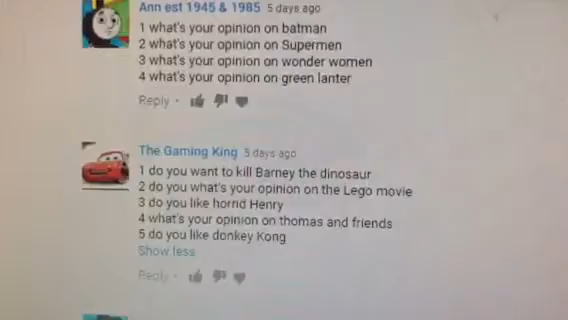 Ann est 1945 & 1985 5 days ago
1 what's your opinion on batman
2 what's your opinion on Supermen
3 what's your opinion on wonder women
4 what's your opinion on green lanter
Reply
The Gaming King 5 days ago
1 do you want to kill Barney the dinosaur
2 do you what's your opinion on the Lego movie
3 do you like horrid Henry
4 what's your opinion on thomas and friends
5 do you like donkey Kong
Show less
Reply